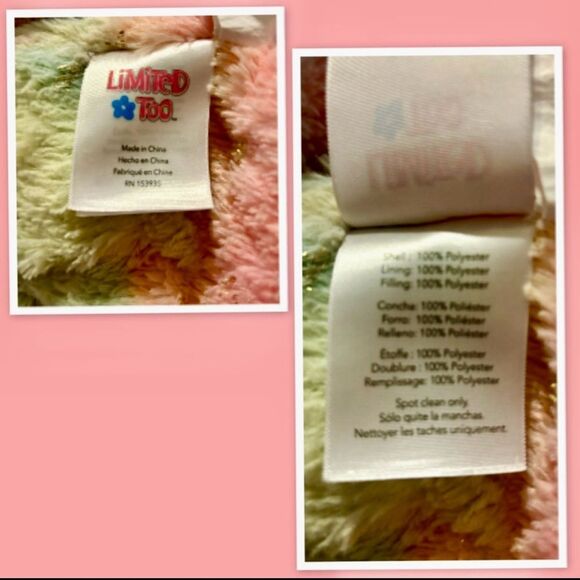 LiMiTeD
Too™
Made in China
Hecho en China
Fabriqué en Chine
RN 153935
Shell : 100% Polyester
Lining: 100% Polyester
Filling: 100% Polyester
Concha: 100% Poliéster
Forro: 100% Poliéster
Relleno: 100% Poliéster
Étoffe : 100% Polyester
Doublure : 100% Polyester
Remplissage: 100% Polyester
Spot clean only.
Sólo quite la manchas.
Nettoyer les taches uniquement.